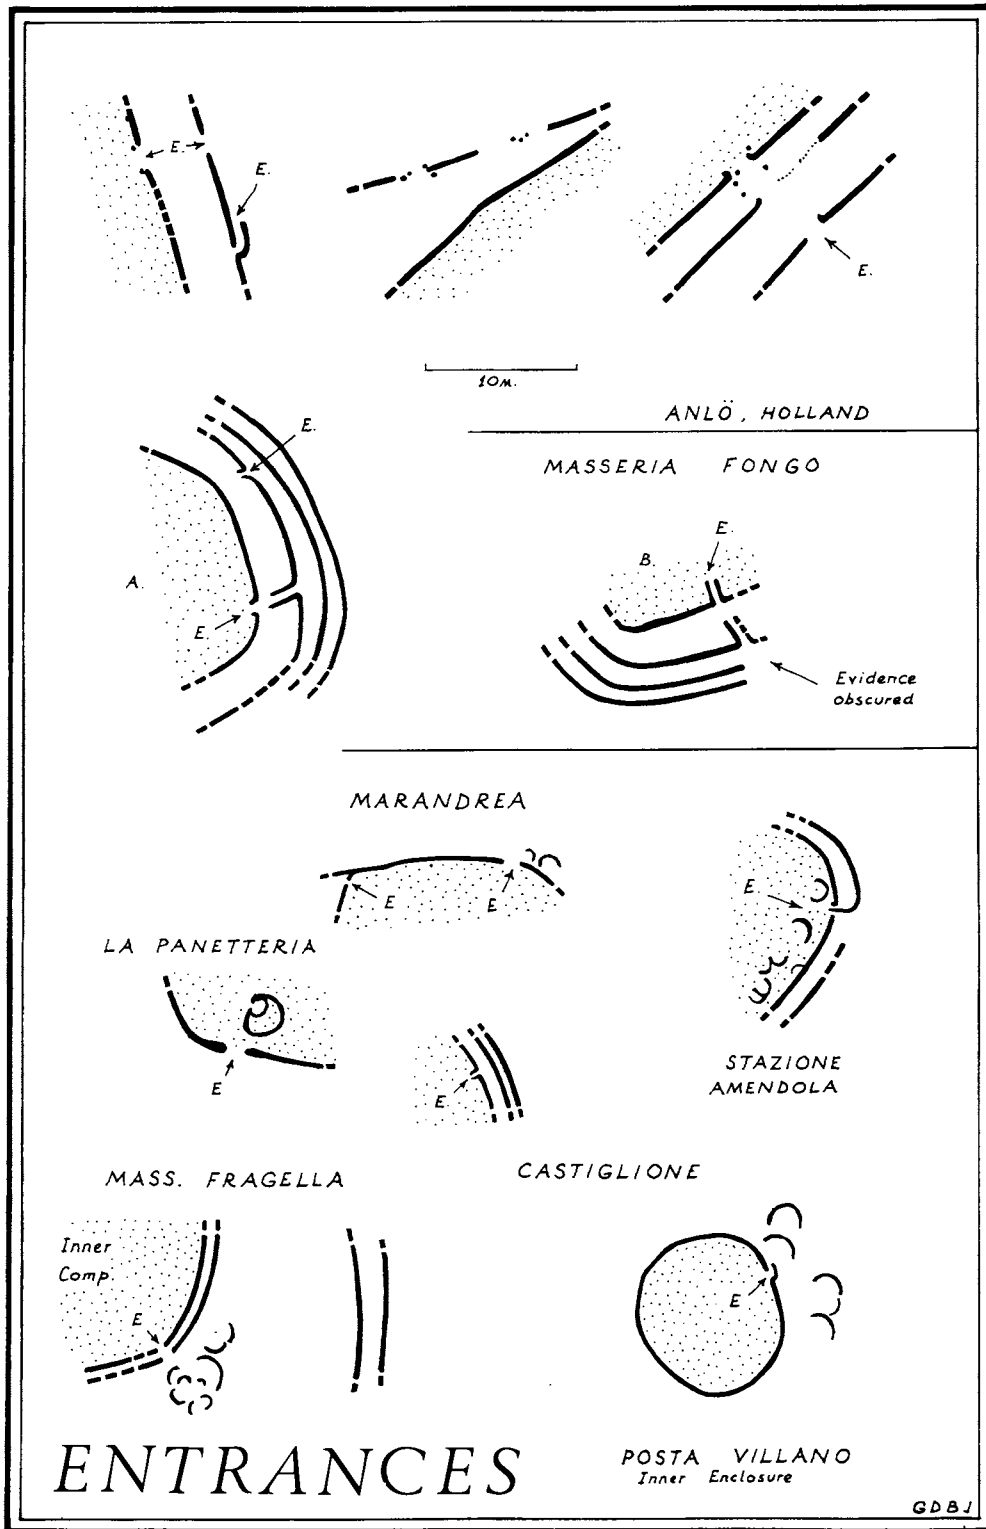 E.
E.
E.
10M.
ANLÖ, HOLLAND
E.
MASSERIA FONGO
E.
A.
B.
E.
Evidence
obscured
MARANDREA
E
E
E.
LA PANETTERIA
E
E.
STAZIONE
AMENDOLA
MASS. FRAGELLA
CASTIGLIONE
Inner
Comp.
E
E
ENTRANCES
POSTA VILLANO
Inner Enclosure
GDBJ